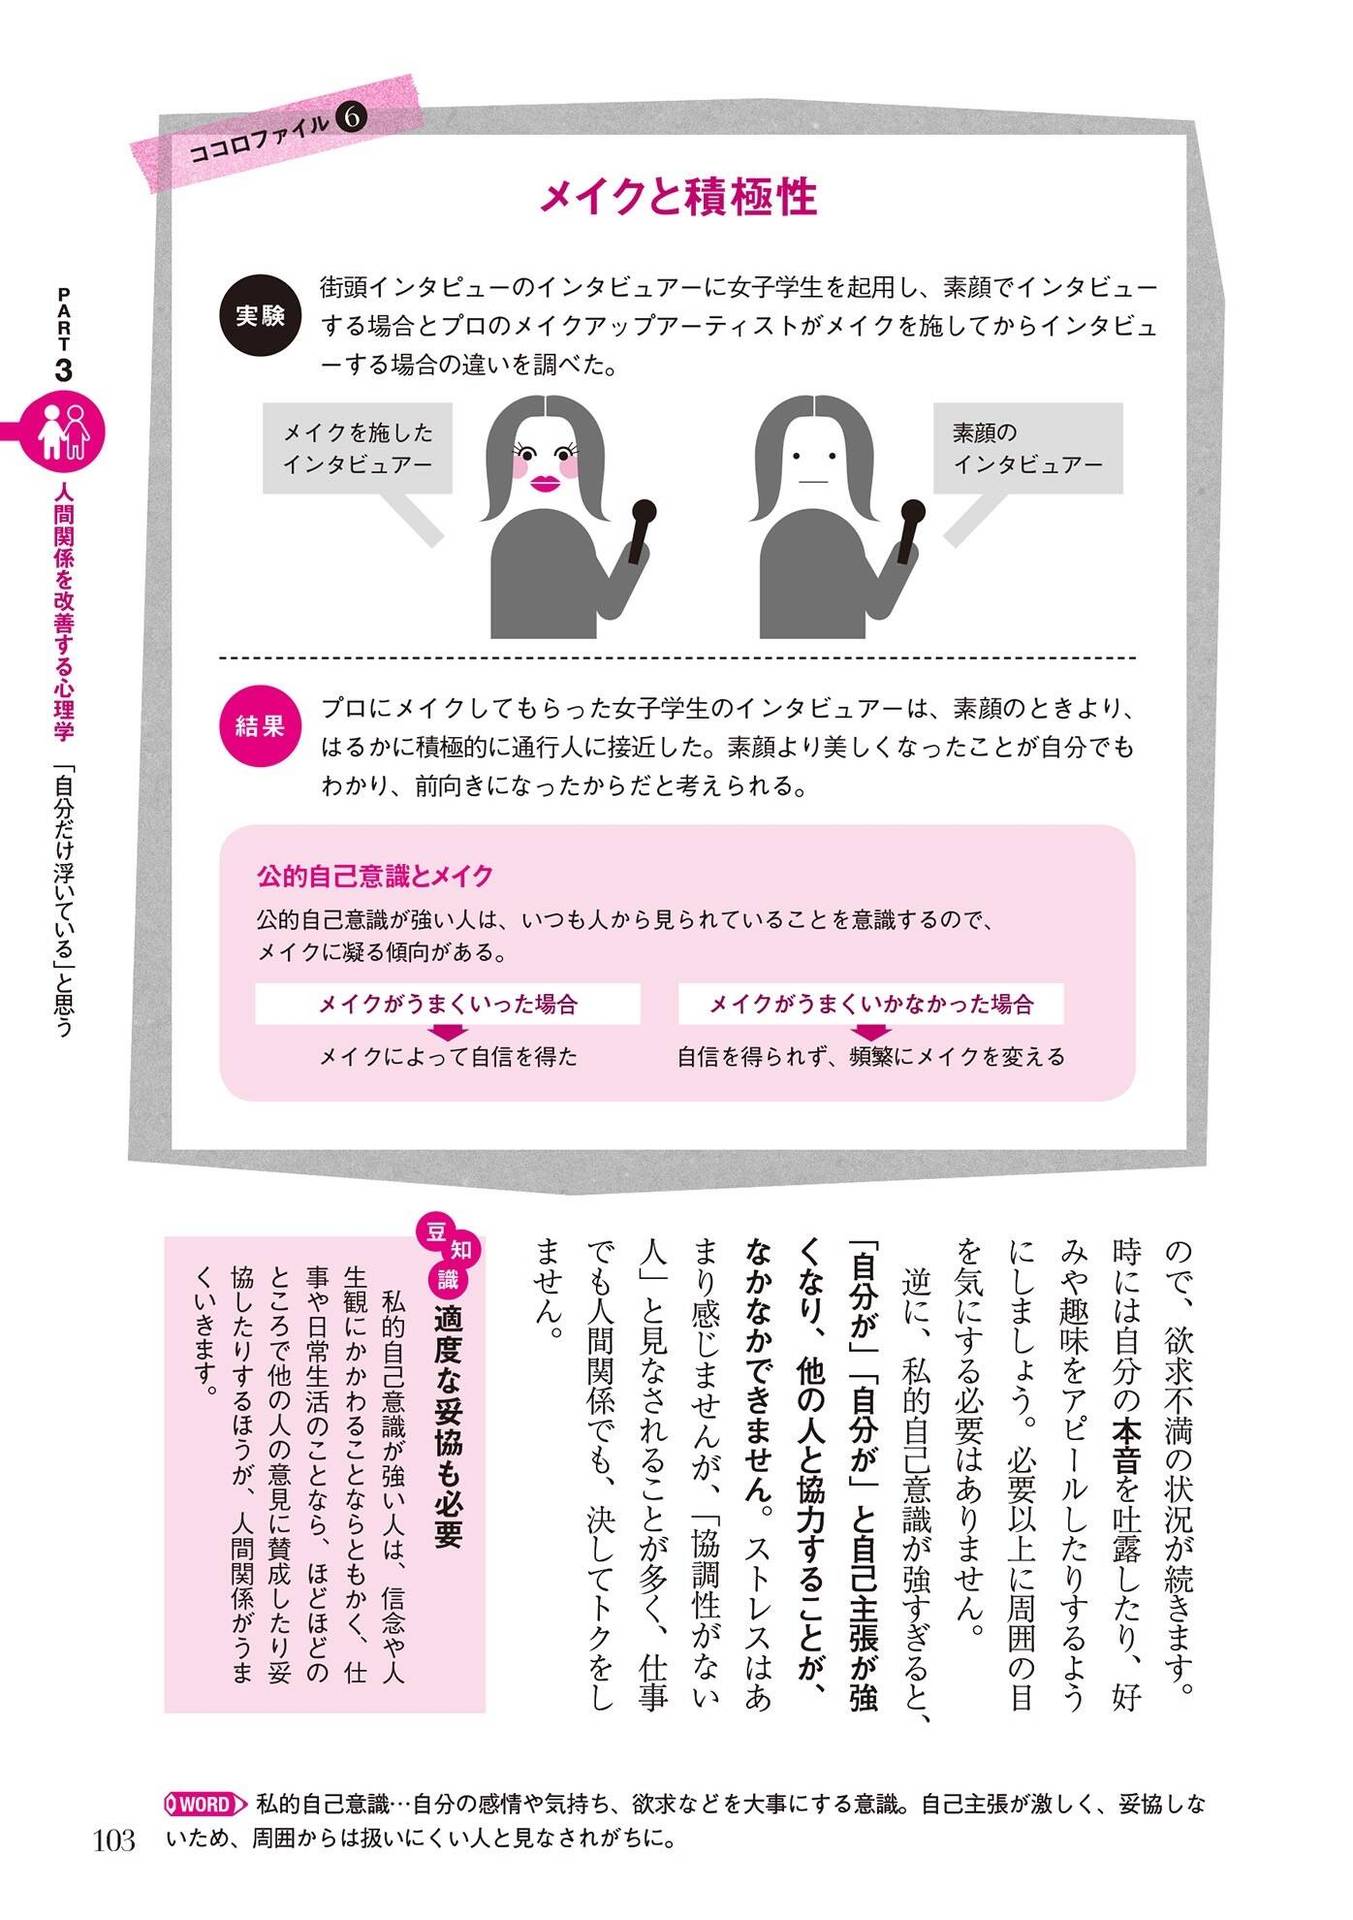 ココロファイル❻
メイクと積極性
実験
街頭インタビューのインタビュアーに女子学生を起用し、素顔でインタビュー
する場合とプロのメイクアップアーティストがメイクを施してからインタビュ
ーする場合の違いを調べた。
メイクを施した
インタビュアー
素顔の
インタビュアー
結果
プロにメイクしてもらった女子学生のインタビュアーは、素顔のときより、
はるかに積極的に通行人に接近した。素顔より美しくなったことが自分でも
わかり、前向きになったからだと考えられる。
公的自己意識とメイク
公的自己意識が強い人は、いつも人から見られていることを意識するので、
メイクに凝る傾向がある。
メイクがうまくいった場合
メイクによって自信を得た
メイクがうまくいかなかった場合
自信を得られず、頻繁にメイクを変える
PART3
人間関係を改善する心理学
「自分だけ浮いている」と思う
ので、欲求不満の状況が続きます。
時には自分の本音を吐露したり、好
みや趣味をアピールしたりするよう
にしましょう。必要以上に周囲の目
を気にする必要はありません。
逆に、私的自己意識が強すぎると、
「自分が」「自分が」と自己主張が強
くなり、他の人と協力することが、
なかなかできません。ストレスはあ
まり感じませんが、「協調性がない
人」と見なされることが多く、仕事
でも人間関係でも、決してトクをし
ません。
豆知識
適度な妥協も必要
私的自己意識が強い人は、信念や人
生観にかかわることならともかく、仕
事や日常生活のことなら、ほどほどの
ところで他の人の意見に賛成したり妥
協したりするほうが、人間関係がうま
くいきます。
WORD 私的自己意識…自分の感情や気持ち、欲求などを大事にする意識。自己主張が激しく、妥協しな
いため、周囲からは扱いにくい人と見なされがちに。
103